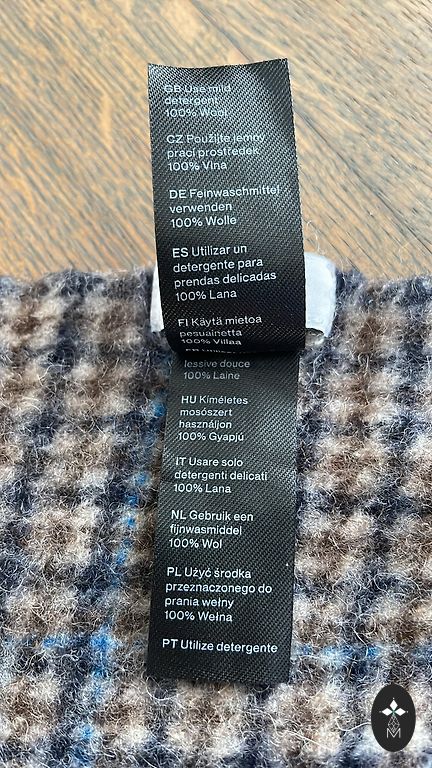 GB Use mild
detergent
100% Wool
CZ Použijte jemný
prací prostředek
100% Vlna
DE Feinwaschmittel
verwenden
100% Wolle
ES Utilizar un
detergente para
prendas delicadas
100% Lana
FI Käytä mietoa
pesuainetta
100% Villaa
lessive douce
100% Laine
HU Kíméletes
mosószert
használjon
100% Gyapjú
IT Usare solo
detergenti delicati
100% Lana
NL Gebruik een
fijnwasmiddel
100% Wol
PL Użyć środka
przeznaczonego do
prania wełny
100% Wełna
PT Utilize detergente
M